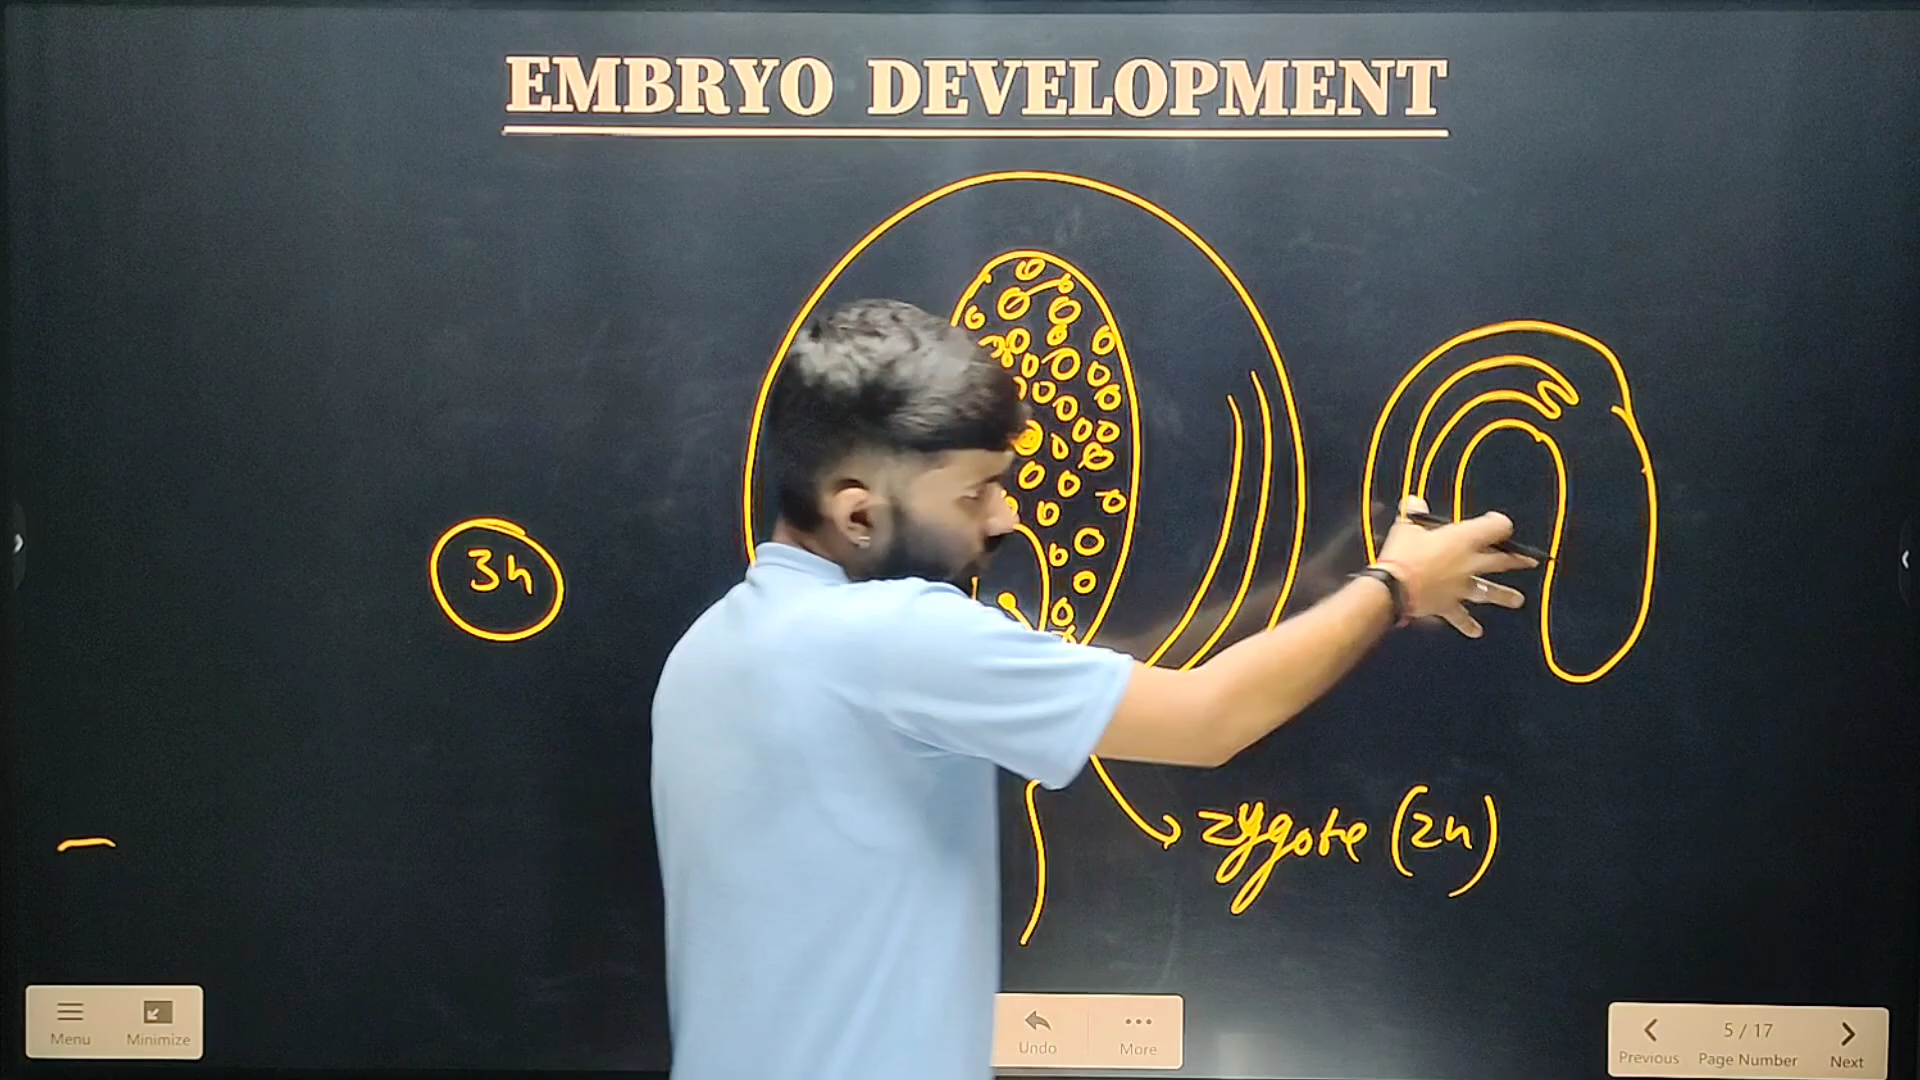 EMBRYO DEVELOPMENT
3n
zygote (2n)
Menu
Minimize
Undo
More
5 / 17
Previous
Page Number
Next